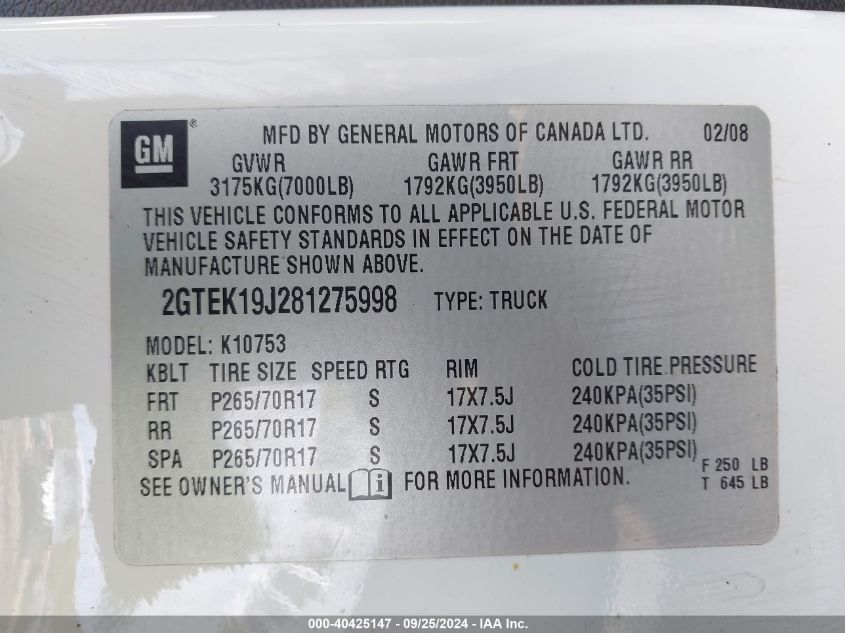 GM ® MFD BY GENERAL MOTORS OF CANADA LTD. 02/08
GVWR GAWR FRT GAWR RR
3175KG(7000LB) 1792KG(3950LB) 1792KG(3950LB)
THIS VEHICLE CONFORMS TO ALL APPLICABLE U.S. FEDERAL MOTOR
VEHICLE SAFETY STANDARDS IN EFFECT ON THE DATE OF
MANUFACTURE SHOWN ABOVE.
2GTEK19J281275998 TYPE: TRUCK
MODEL: K10753
KBLT TIRE SIZE SPEED RTG RIM COLD TIRE PRESSURE
FRT P265/70R17 S 17X7.5J 240KPA(35PSI)
RR P265/70R17 S 17X7.5J 240KPA(35PSI)
SPA P265/70R17 S 17X7.5J 240KPA(35PSI)
F 250 LB
SEE OWNER'S MANUAL i FOR MORE INFORMATION.
T 645 LB
000-40425147 - 09/25/2024 - IAA Inc.